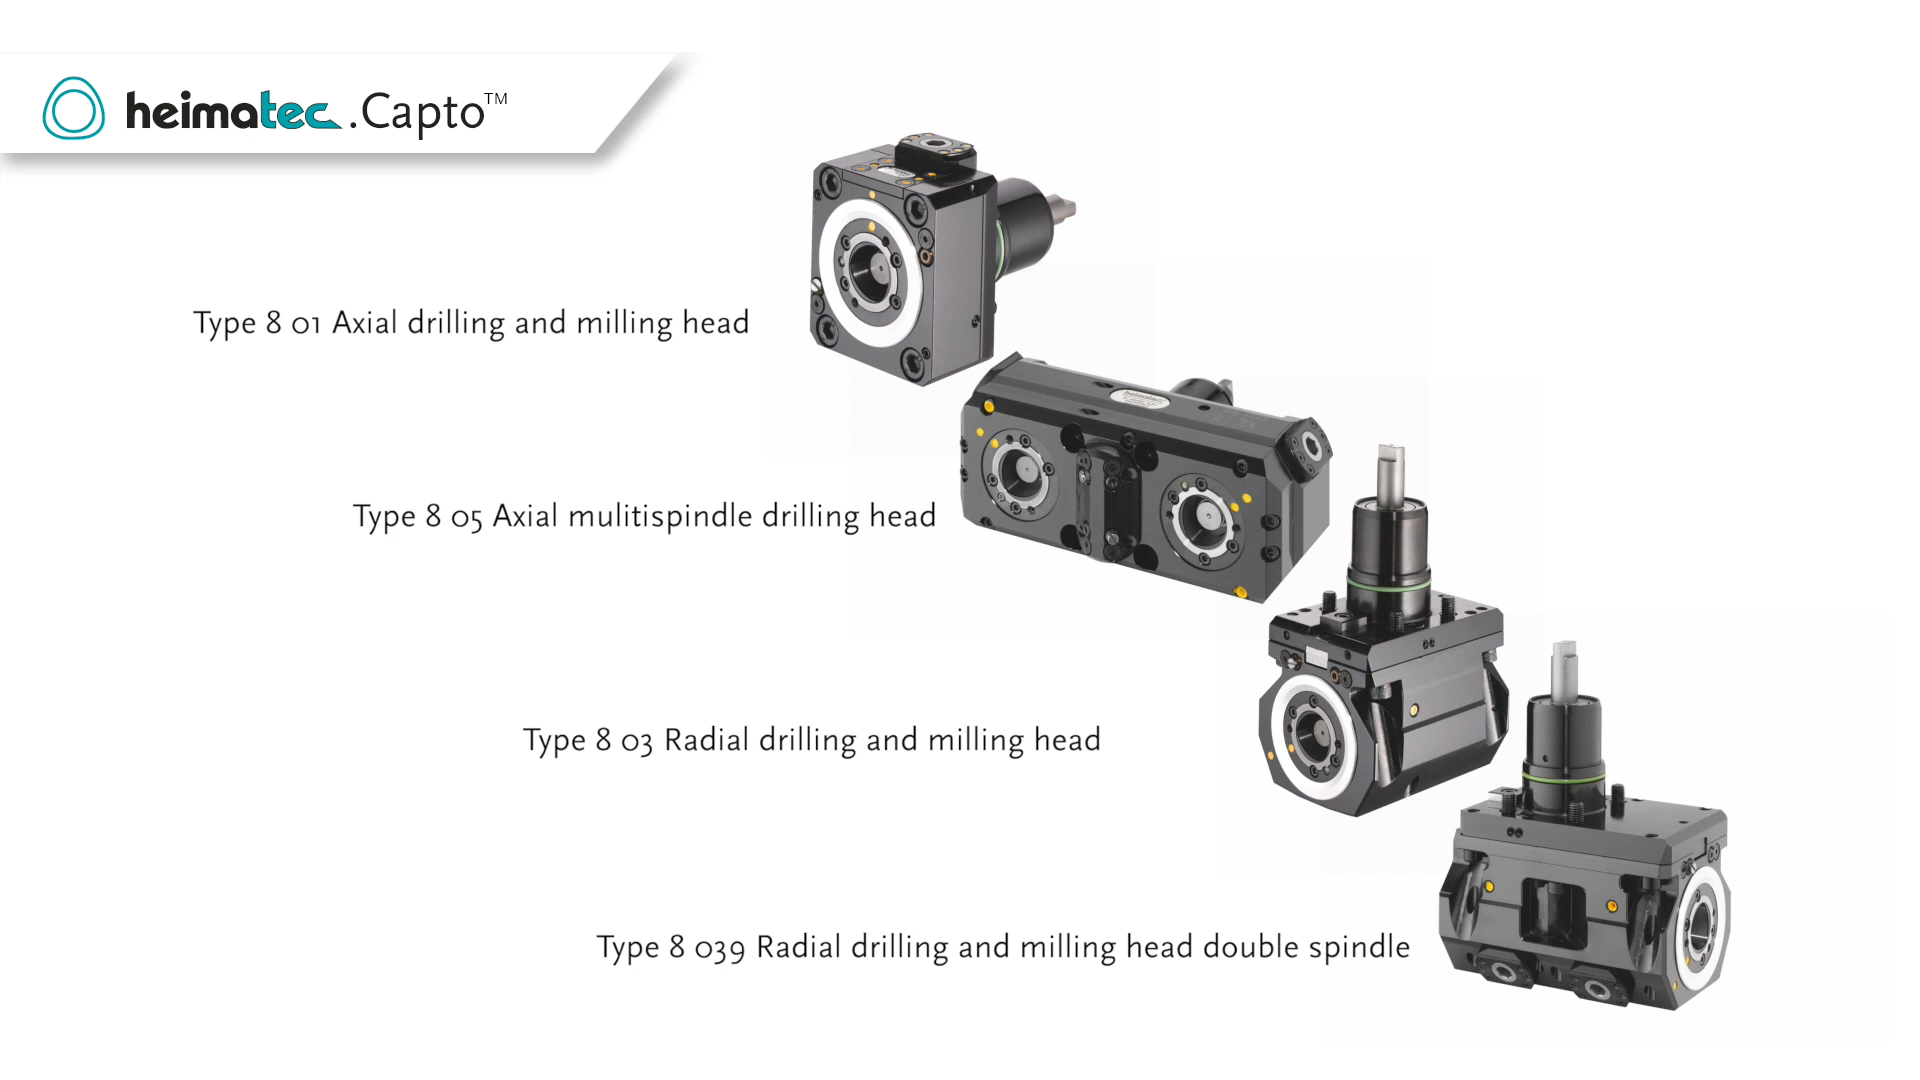 heimatec.Capto™
Type 8 01 Axial drilling and milling head
heimatec
Type 8 05 Axial mulitispindle drilling head
Type 8 03 Radial drilling and milling head
Type 8 039 Radial drilling and milling head double spindle